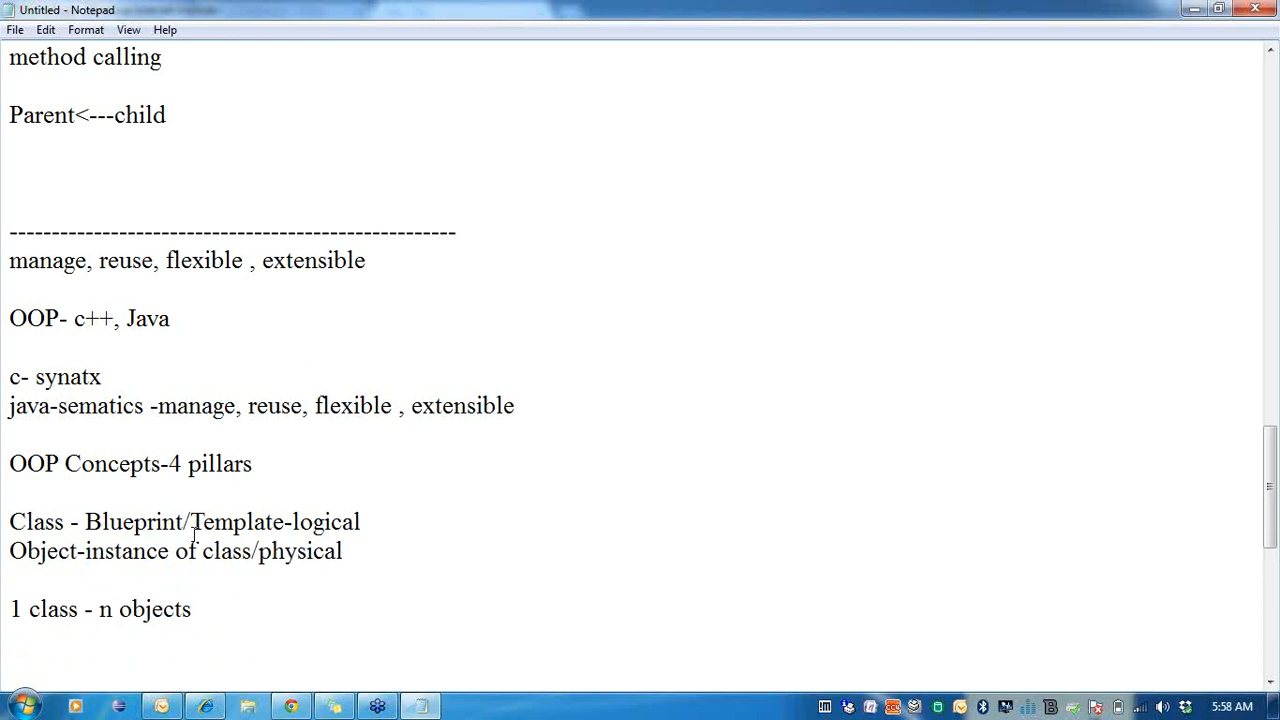 Untitled - Notepad
File Edit Format View Help
method calling
Parent<---child
-----------------------------------------------------
manage, reuse, flexible , extensible
OOP- c++, Java
c- synatx
java-sematics -manage, reuse, flexible , extensible
OOP Concepts-4 pillars
Class - Blueprint/Template-logical
Object-instance of class/physical
1 class - n objects
5:58 AM